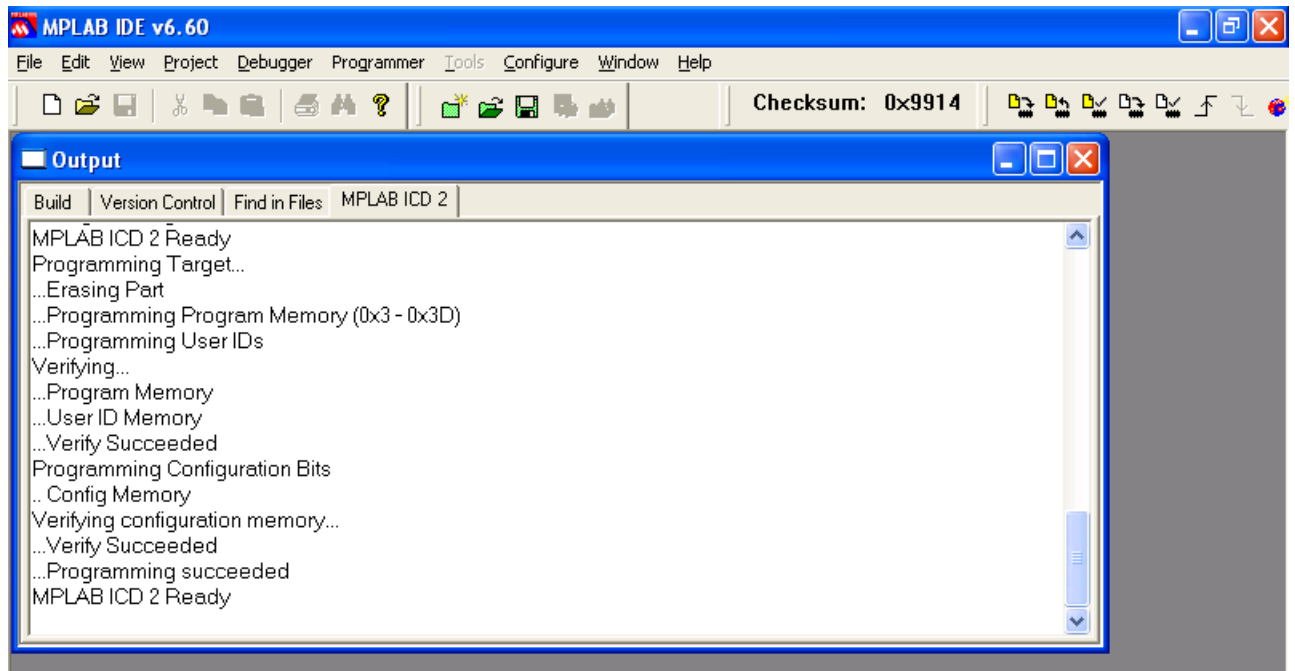 MPLAB IDE v6.60
File Edit View Project Debugger Programmer Tools Configure Window Help
Checksum: 0x9914
Output
Build Version Control Find in Files MPLAB ICD 2
MPLAB ICD 2 Ready
Programming Target...
...Erasing Part
...Programming Program Memory (0x3 - 0x3D)
...Programming User IDs
Verifying...
...Program Memory
...User ID Memory
...Verify Succeeded
Programming Configuration Bits
.. Config Memory
Verifying configuration memory...
...Verify Succeeded
...Programming succeeded
MPLAB ICD 2 Ready